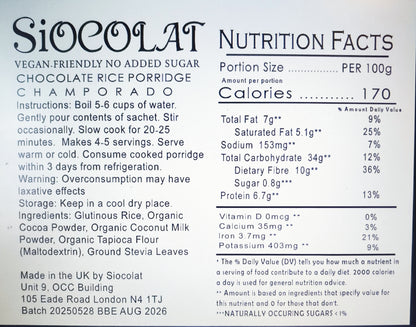 SiOCOLAT
VEGAN-FRIENDLY NO ADDED SUGAR
CHOCOLATE RICE PORRIDGE
CHAMPORADO
Instructions: Boil 5-6 cups of water.
Gently pour contents of sachet. Stir
occasionally. Slow cook for 20-25
minutes. Makes 4-5 servings. Serve
warm or cold. Consume cooked porridge
within 3 days from refrigeration.
Warning: Overconsumption may have
laxative effects
Storage: Keep in a cool dry place.
Ingredients: Glutinous Rice, Organic
Cocoa Powder, Organic Coconut Milk
Powder, Organic Tapioca Flour
(Maltodextrin), Ground Stevia Leaves
Made in the UK by Siocolat
Unit 9, OCC Building
105 Eade Road London N4 1TJ
Batch 20250528 BBE AUG 2026
NUTRITION FACTS
Portion Size ................ PER 100g
Amount per portion
Calories .......... 170
% Amount Daily Value
Total Fat 7g** 9%
Saturated Fat 5.1g** 25%
Sodium 153mg** 7%
Total Carbohydrate 34g** 12%
Dietary Fibre 10g** 36%
Sugar 0.8g***
Protein 6.7g** 13%
Vitamin D 0mcg ** 0%
Calcium 35mg ** 3%
Iron 3.7mg ** 21%
Potassium 403mg ** 9%
* The % Daily Value (DV) tells you how much a nutrient in
a serving of food contribute to a daily diet. 2000 calories
a day is used for general nutrition advice.
** Amount is based on ingredients that specify value for
this nutrient and 0 for those that don't.
***NATURALLY OCCURING SUGARS <1%